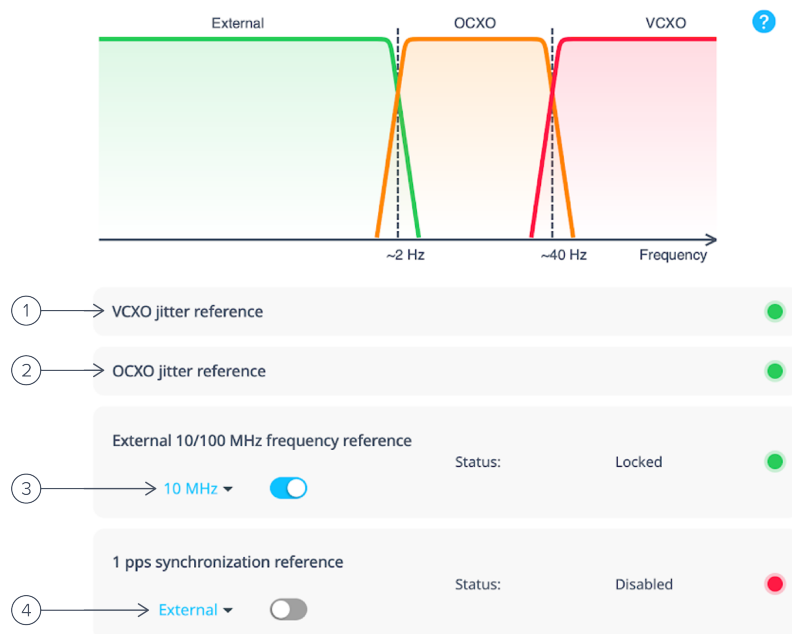 External OCXO VCXO ?
~2 Hz ~40 Hz Frequency
1 VCXO jitter reference
2 OCXO jitter reference
External 10/100 MHz frequency reference
Status: Locked
3 10 MHz
1 pps synchronization reference
Status: Disabled
4 External